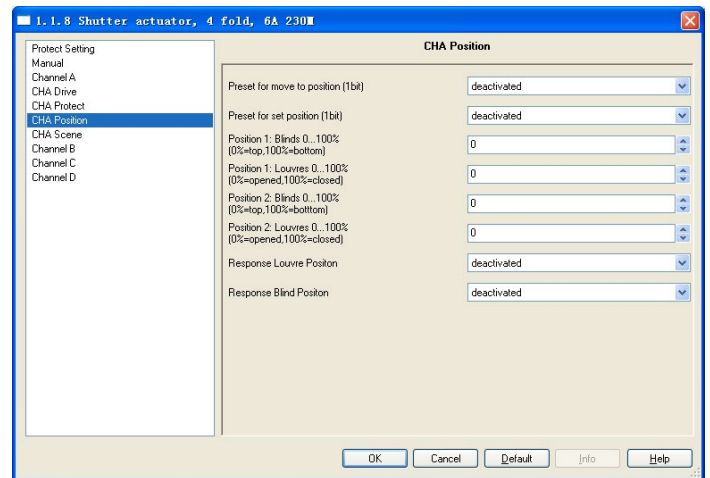 1.1.8 Shutter actuator, 4 fold, 6A 230
Protect Setting
Manual
Channel A
CHA Drive
CHA Protect
CHA Position
CHA Scene
Channel B
Channel C
Channel D
CHA Position
Preset for move to position (1bit)
deactivated
Preset for set position (1bit)
deactivated
Position 1: Blinds 0...100%
(0%=top,100%=bottom)
0
Position 1: Louvres 0...100%
(0%=opened,100%=closed)
0
Position 2: Blinds 0...100%
(0%=top,100%=botttom)
0
Position 2: Louvres 0...100%
(0%=opened,100%=closed)
0
Response Louvre Positon
deactivated
Response Blind Positon
deactivated
OK
Cancel
Default
Info
Help